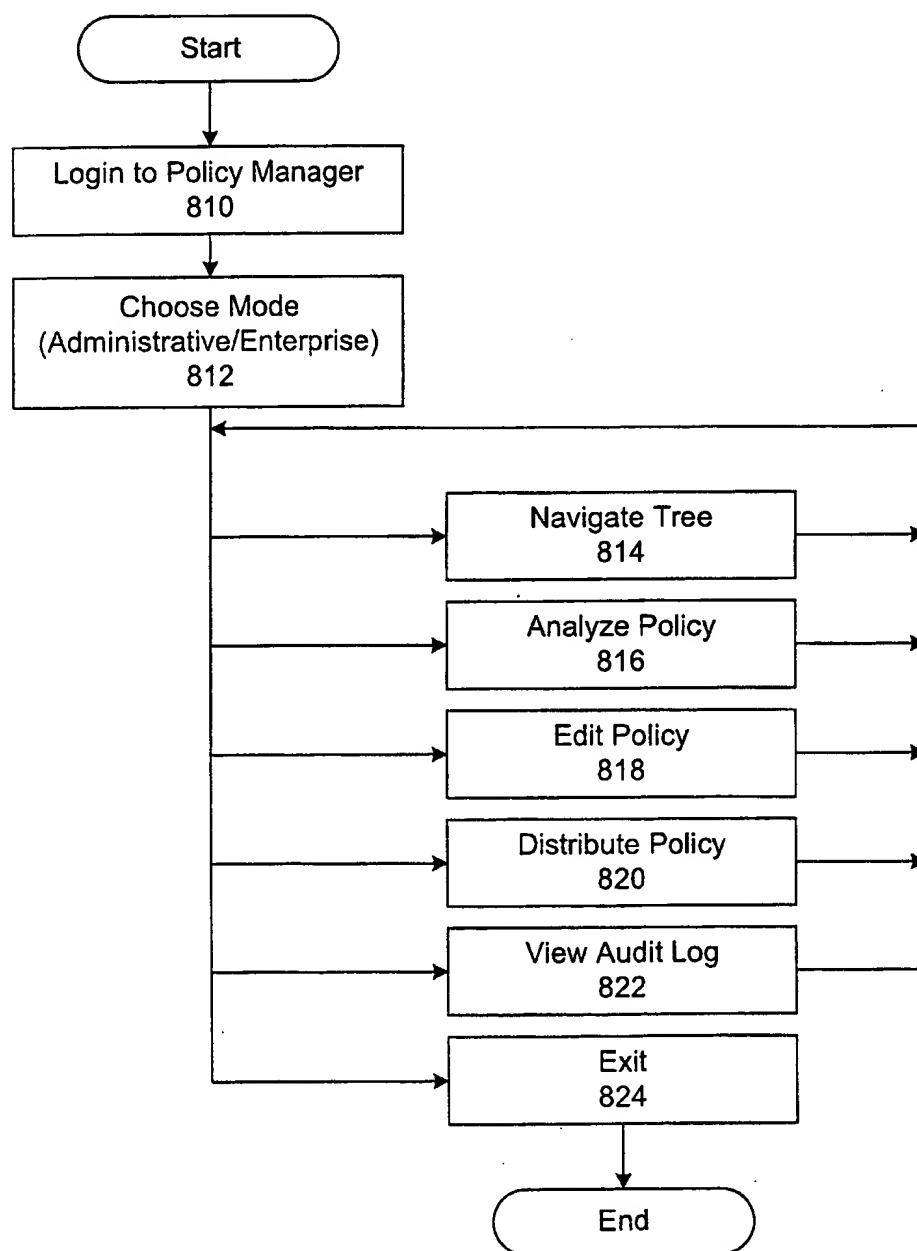 Start
Login to Policy Manager
810
Choose Mode
(Administrative/Enterprise)
812
Navigate Tree
814
Analyze Policy
816
Edit Policy
818
Distribute Policy
820
View Audit Log
822
Exit
824
End